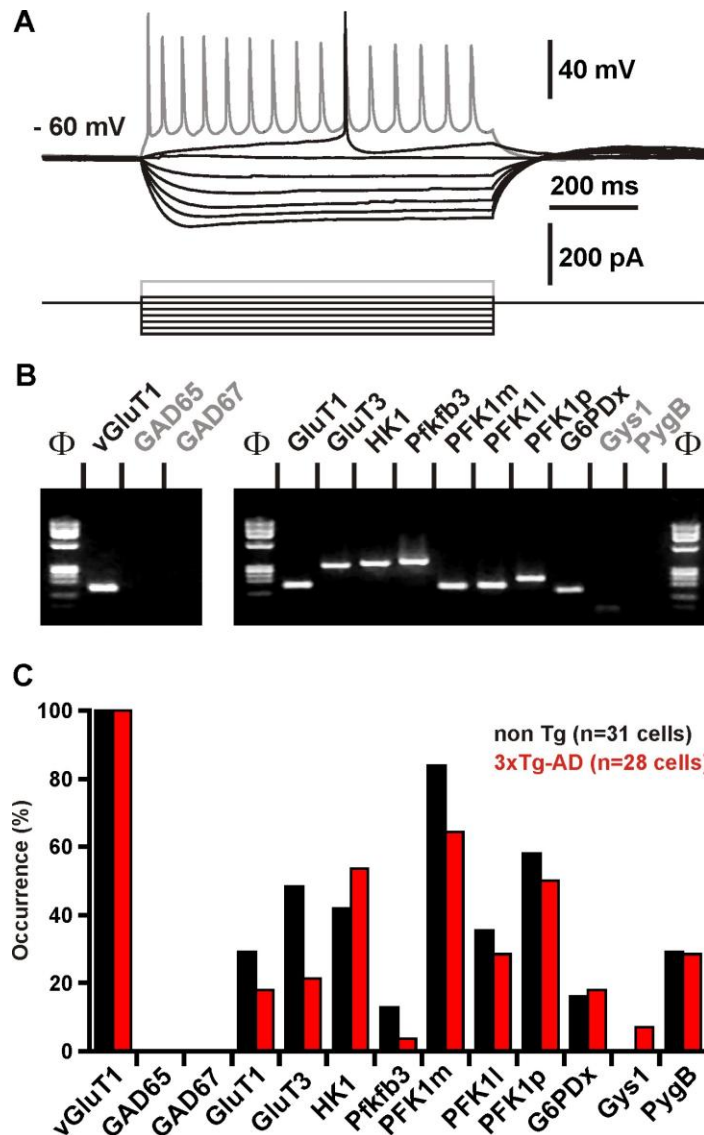 A
40 mV
- 60 mV
200 ms
200 pA
B
Φ vGluT1 GAD65 GAD67 Φ GluT1 GluT3 HK1 Pfkfb3 PFK1m PFK1l PFK1p G6PDx Gys1 PygB Φ
C
100
80
60
40
20
0
Occurrence (%)
non Tg (n=31 cells)
3xTg-AD (n=28 cells)
vGluT1 GAD65 GAD67 GluT1 GluT3 HK1 Pfkfb3 PFK1m PFK1l PFK1p G6PDx Gys1 PygB